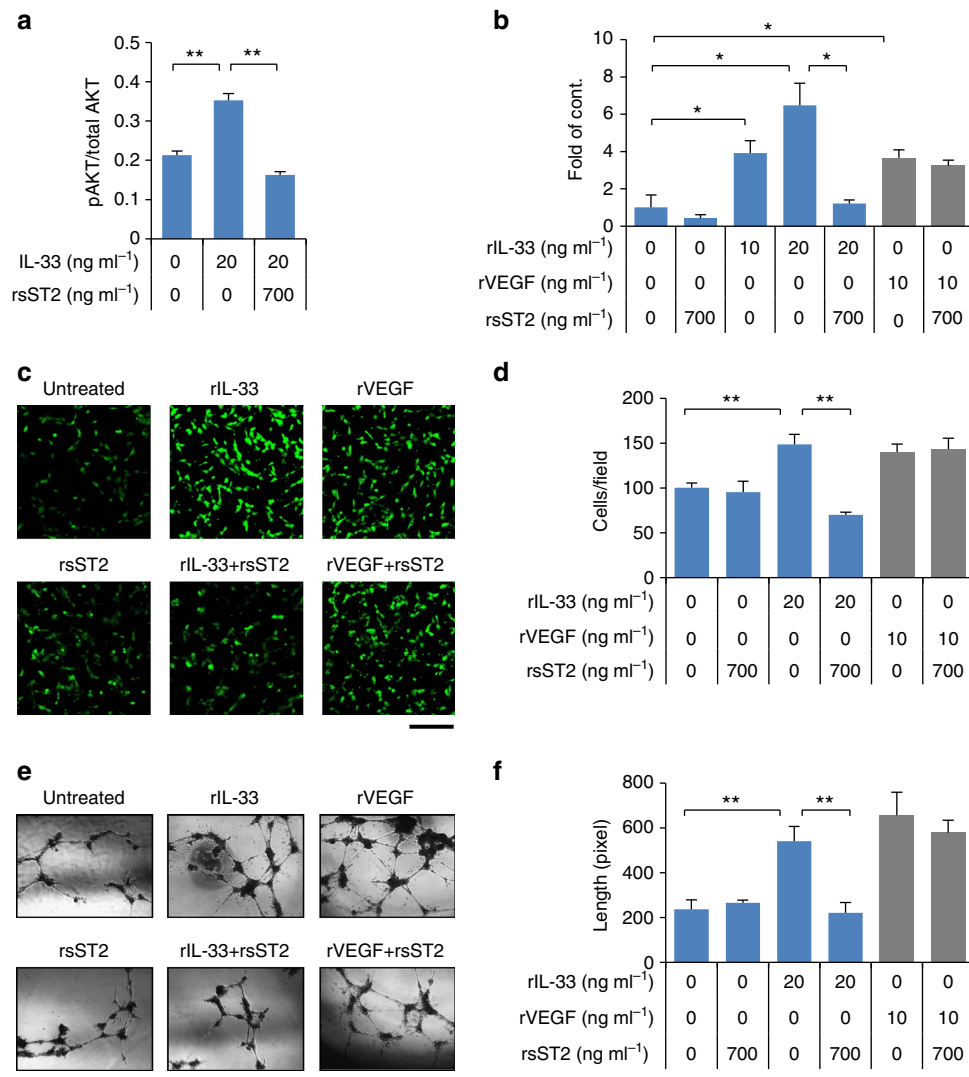 a
0.5
0.4
0.3
0.2
0.1
0
pAKT/total AKT
** **
IL-33 (ng ml⁻¹) 0 20 20
rsST2 (ng ml⁻¹) 0 0 700
b
10
8
6
4
2
0
Fold of cont.
*
* *
*
rIL-33 (ng ml⁻¹) 0 0 10 20 20 0 0
rVEGF (ng ml⁻¹) 0 0 0 0 0 10 10
rsST2 (ng ml⁻¹) 0 700 0 0 700 0 700
c
Untreated rIL-33 rVEGF
rsST2 rIL-33+rsST2 rVEGF+rsST2
d
200
150
100
50
0
Cells/field
** **
rIL-33 (ng ml⁻¹) 0 0 20 20 0 0
rVEGF (ng ml⁻¹) 0 0 0 0 10 10
rsST2 (ng ml⁻¹) 0 700 0 700 0 700
e
Untreated rIL-33 rVEGF
rsST2 rIL-33+rsST2 rVEGF+rsST2
f
800
600
400
200
0
Length (pixel)
** **
rIL-33 (ng ml⁻¹) 0 0 20 20 0 0
rVEGF (ng ml⁻¹) 0 0 0 0 10 10
rsST2 (ng ml⁻¹) 0 700 0 700 0 700